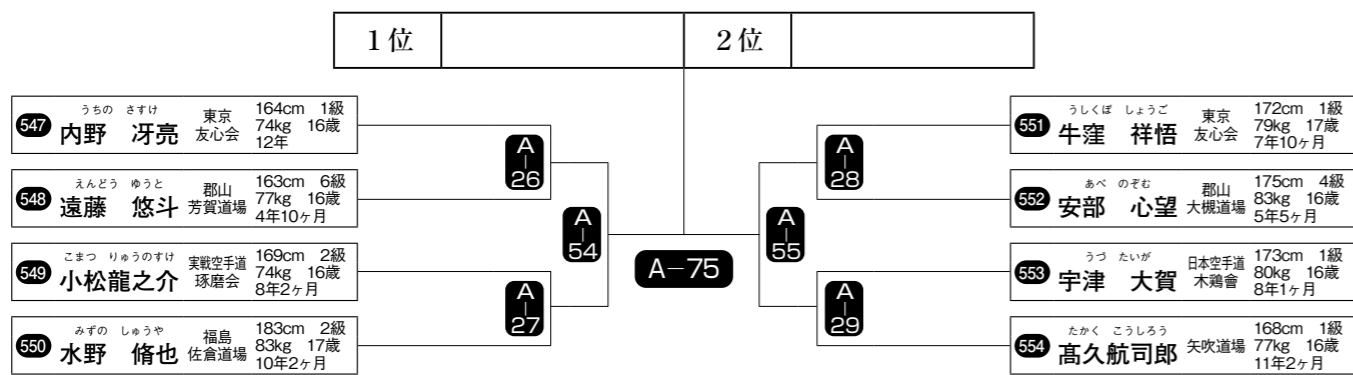 1位 2位
547 うちの さすけ
内野 冴亮
東京
友心会
164cm 1級
74kg 16歳
12年
548 えんどう ゆうと
遠藤 悠斗
郡山
芳賀道場
163cm 6級
77kg 16歳
4年10ヶ月
549 こまつ りゅうのすけ
小松龍之介
実戦空手道
琢磨会
169cm 2級
74kg 16歳
8年2ヶ月
550 みずの しゅうや
水野 脩也
福島
佐倉道場
183cm 2級
83kg 17歳
10年2ヶ月
A-26
A-27
A-54
A-75
A-55
A-28
A-29
551 うしくぼ しょうご
牛窪 祥悟
東京
友心会
172cm 1級
79kg 17歳
7年10ヶ月
552 あべ のぞむ
安部 心望
郡山
大槻道場
175cm 4級
83kg 16歳
5年5ヶ月
553 うづ たいが
宇津 大賀
日本空手道
木鶏會
173cm 1級
80kg 16歳
8年1ヶ月
554 たかく こうしろう
髙久航司郎
矢吹道場
168cm 1級
77kg 16歳
11年2ヶ月